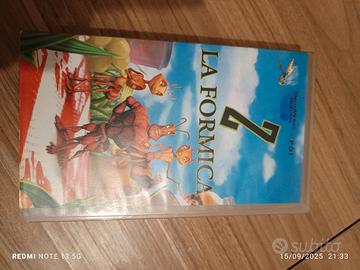 Z
LA FORMICA
REDMI NOTE 13 5G
15/09/2025 21:33
subito